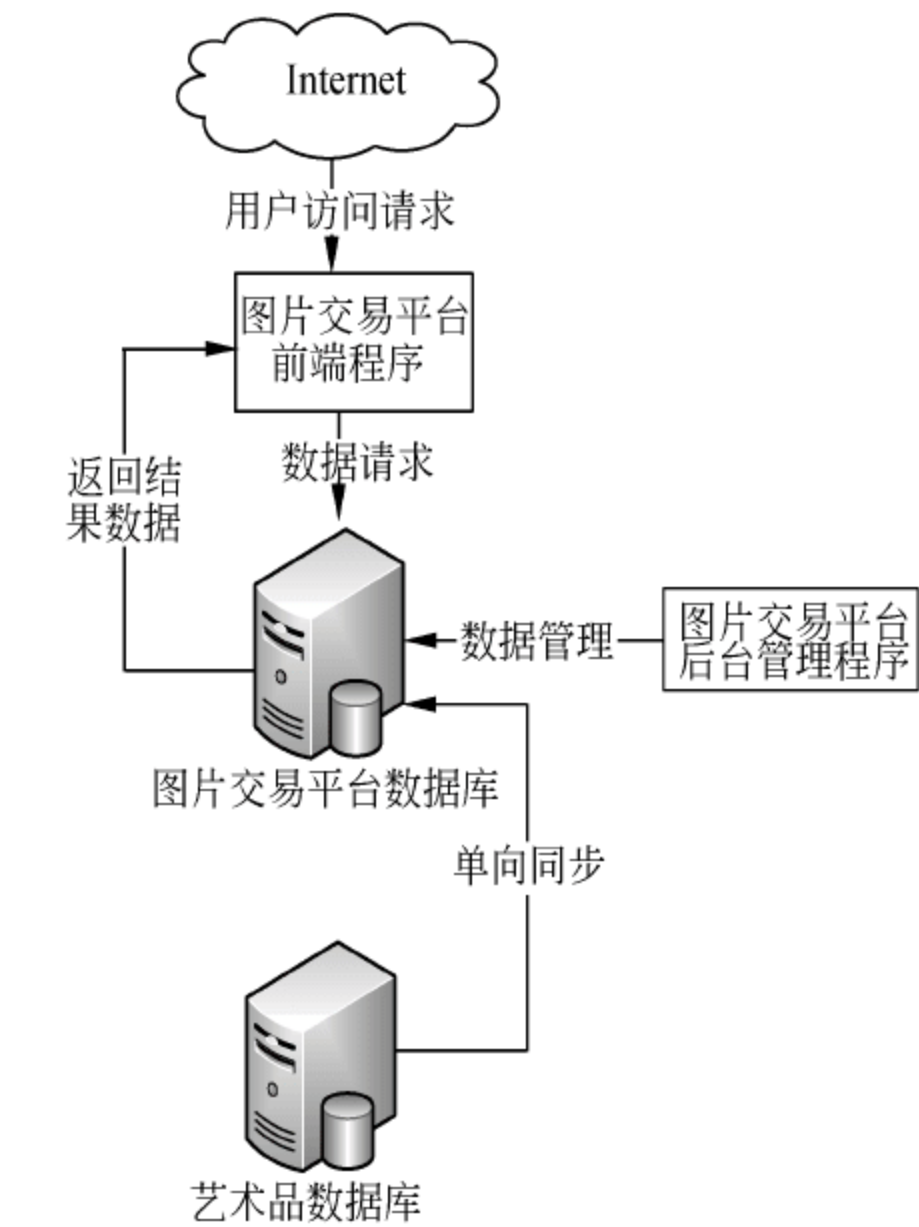 Internet
用户访问请求
图片交易平台
前端程序
数据请求
返回结
果数据
数据管理
图片交易平台
后台管理程序
图片交易平台数据库
单向同步
艺术品数据库